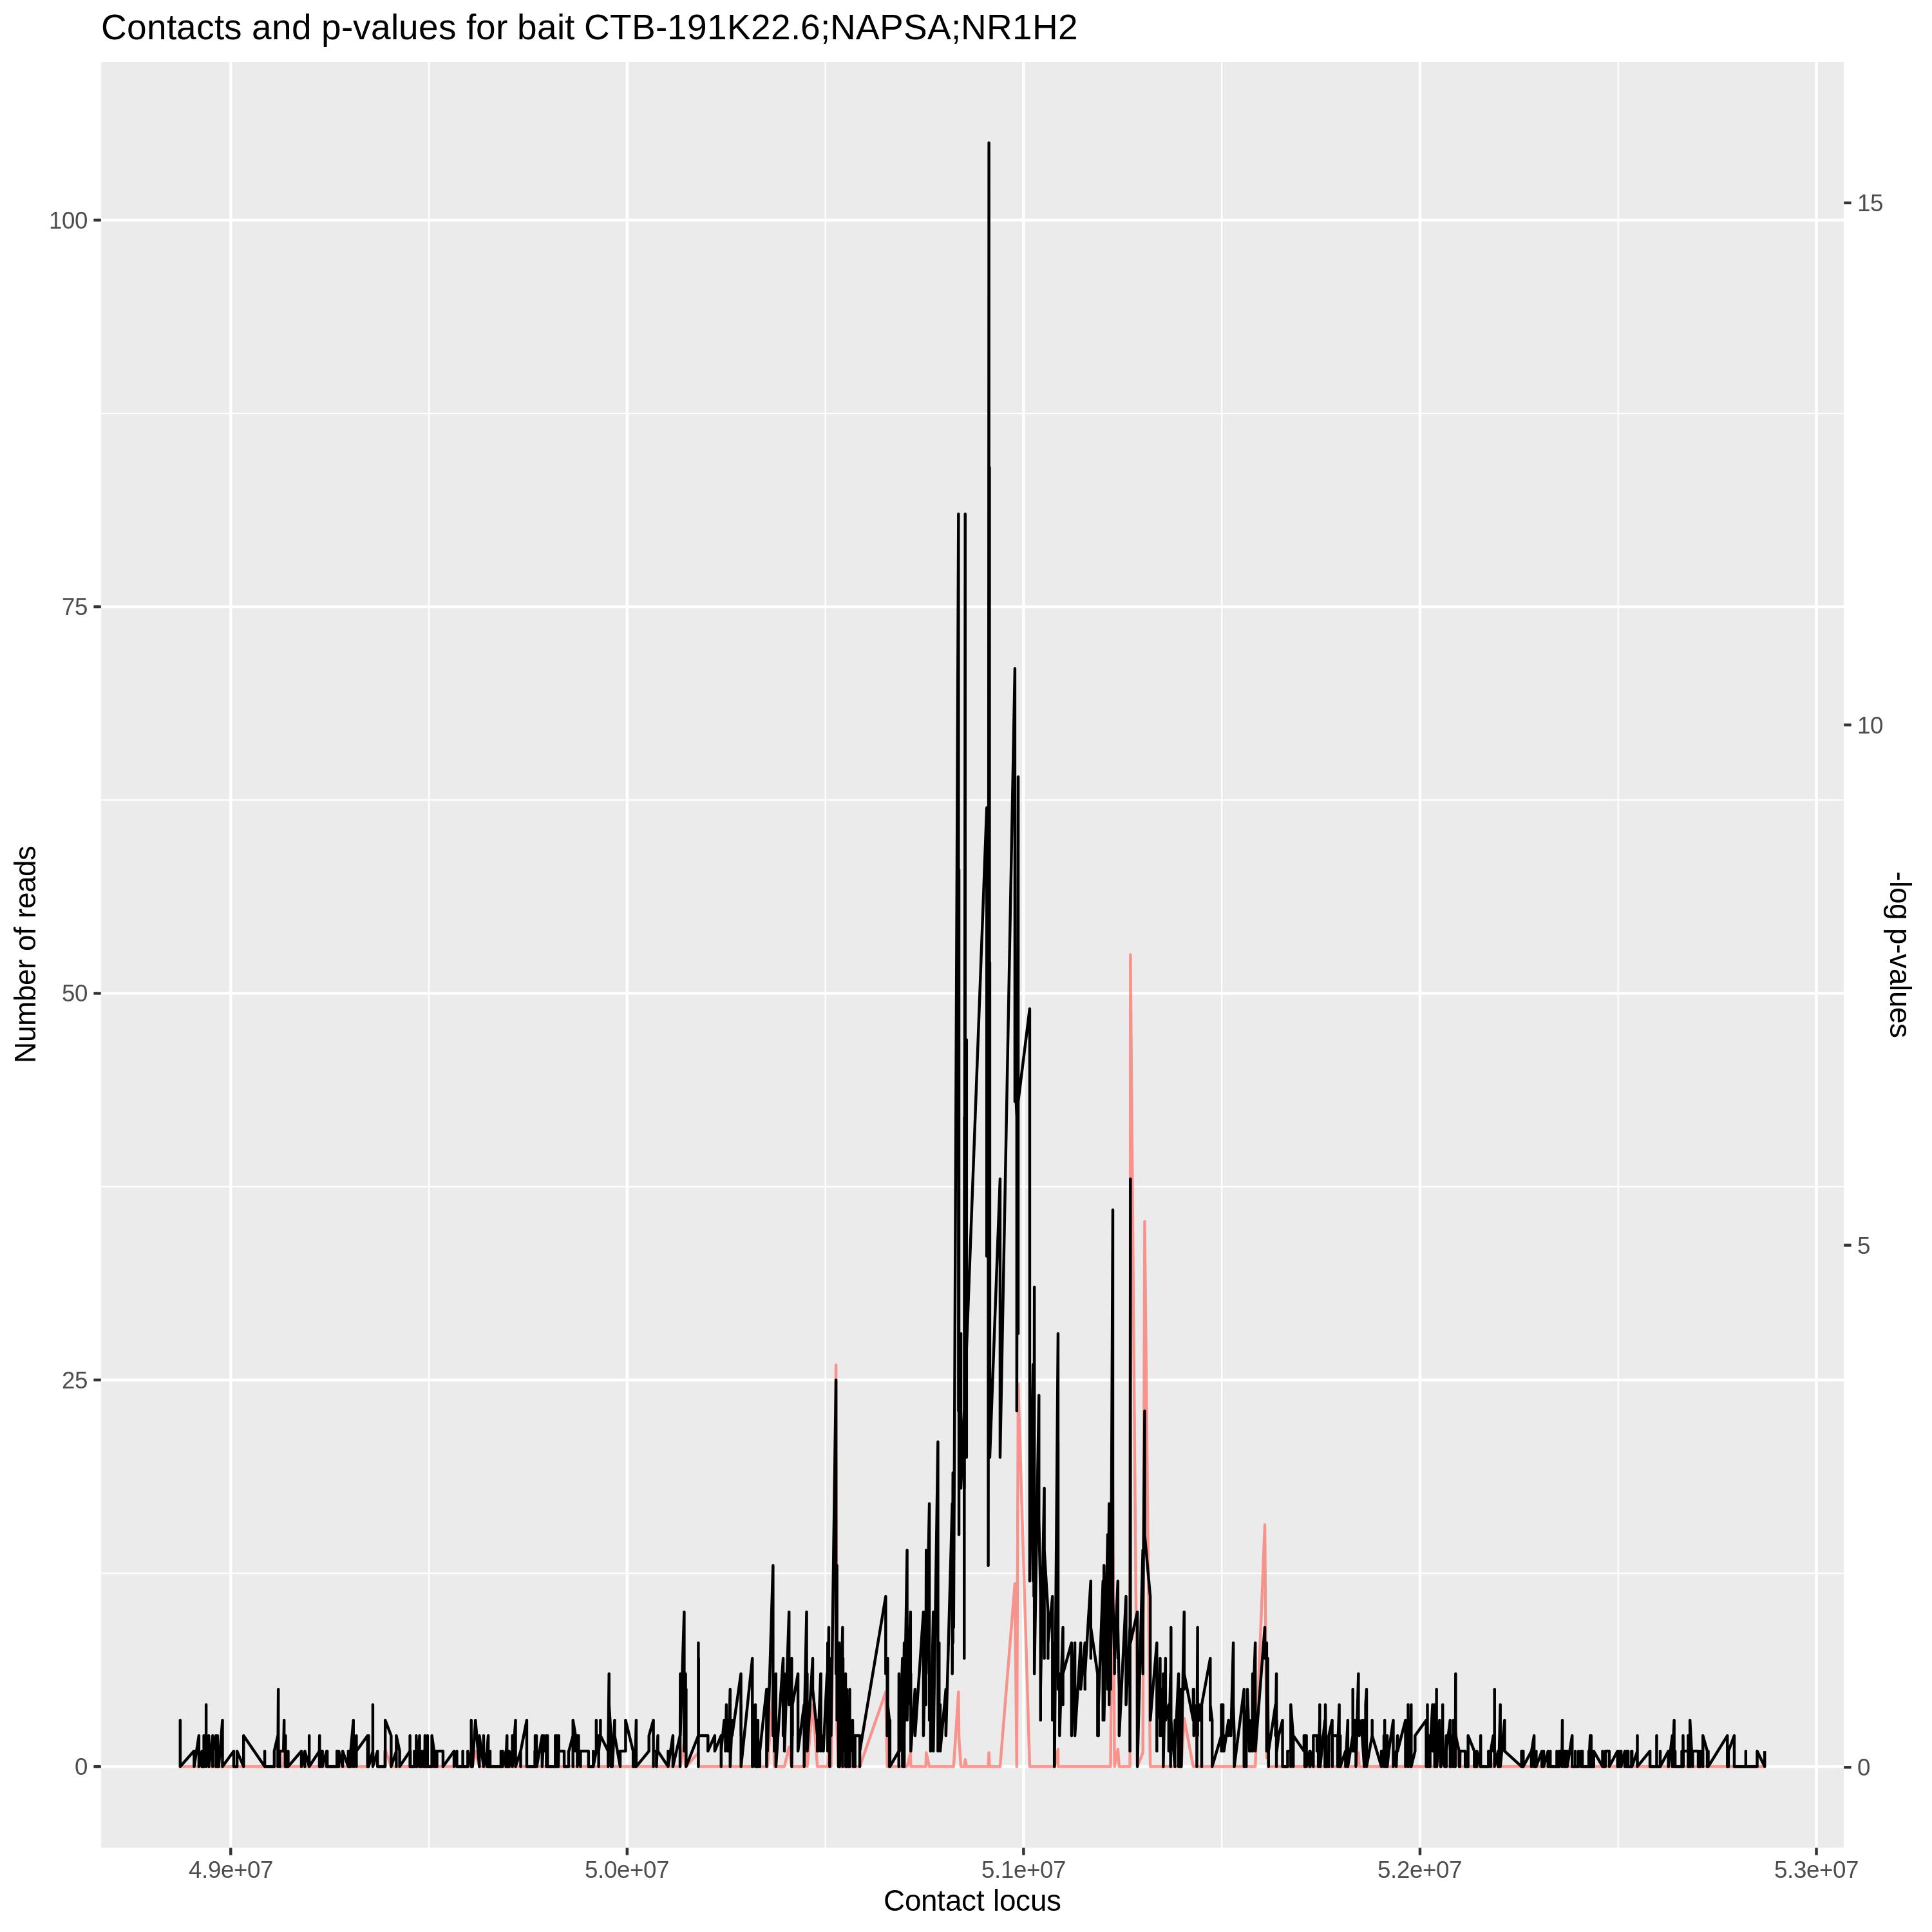 Contacts and p-values for bait CTB-191K22.6;NAPSA;NR1H2
100
75
50
25
0
Number of reads
15
10
5
0
-log p-values
4.9e+07
5.0e+07
5.1e+07
5.2e+07
5.3e+07
Contact locus